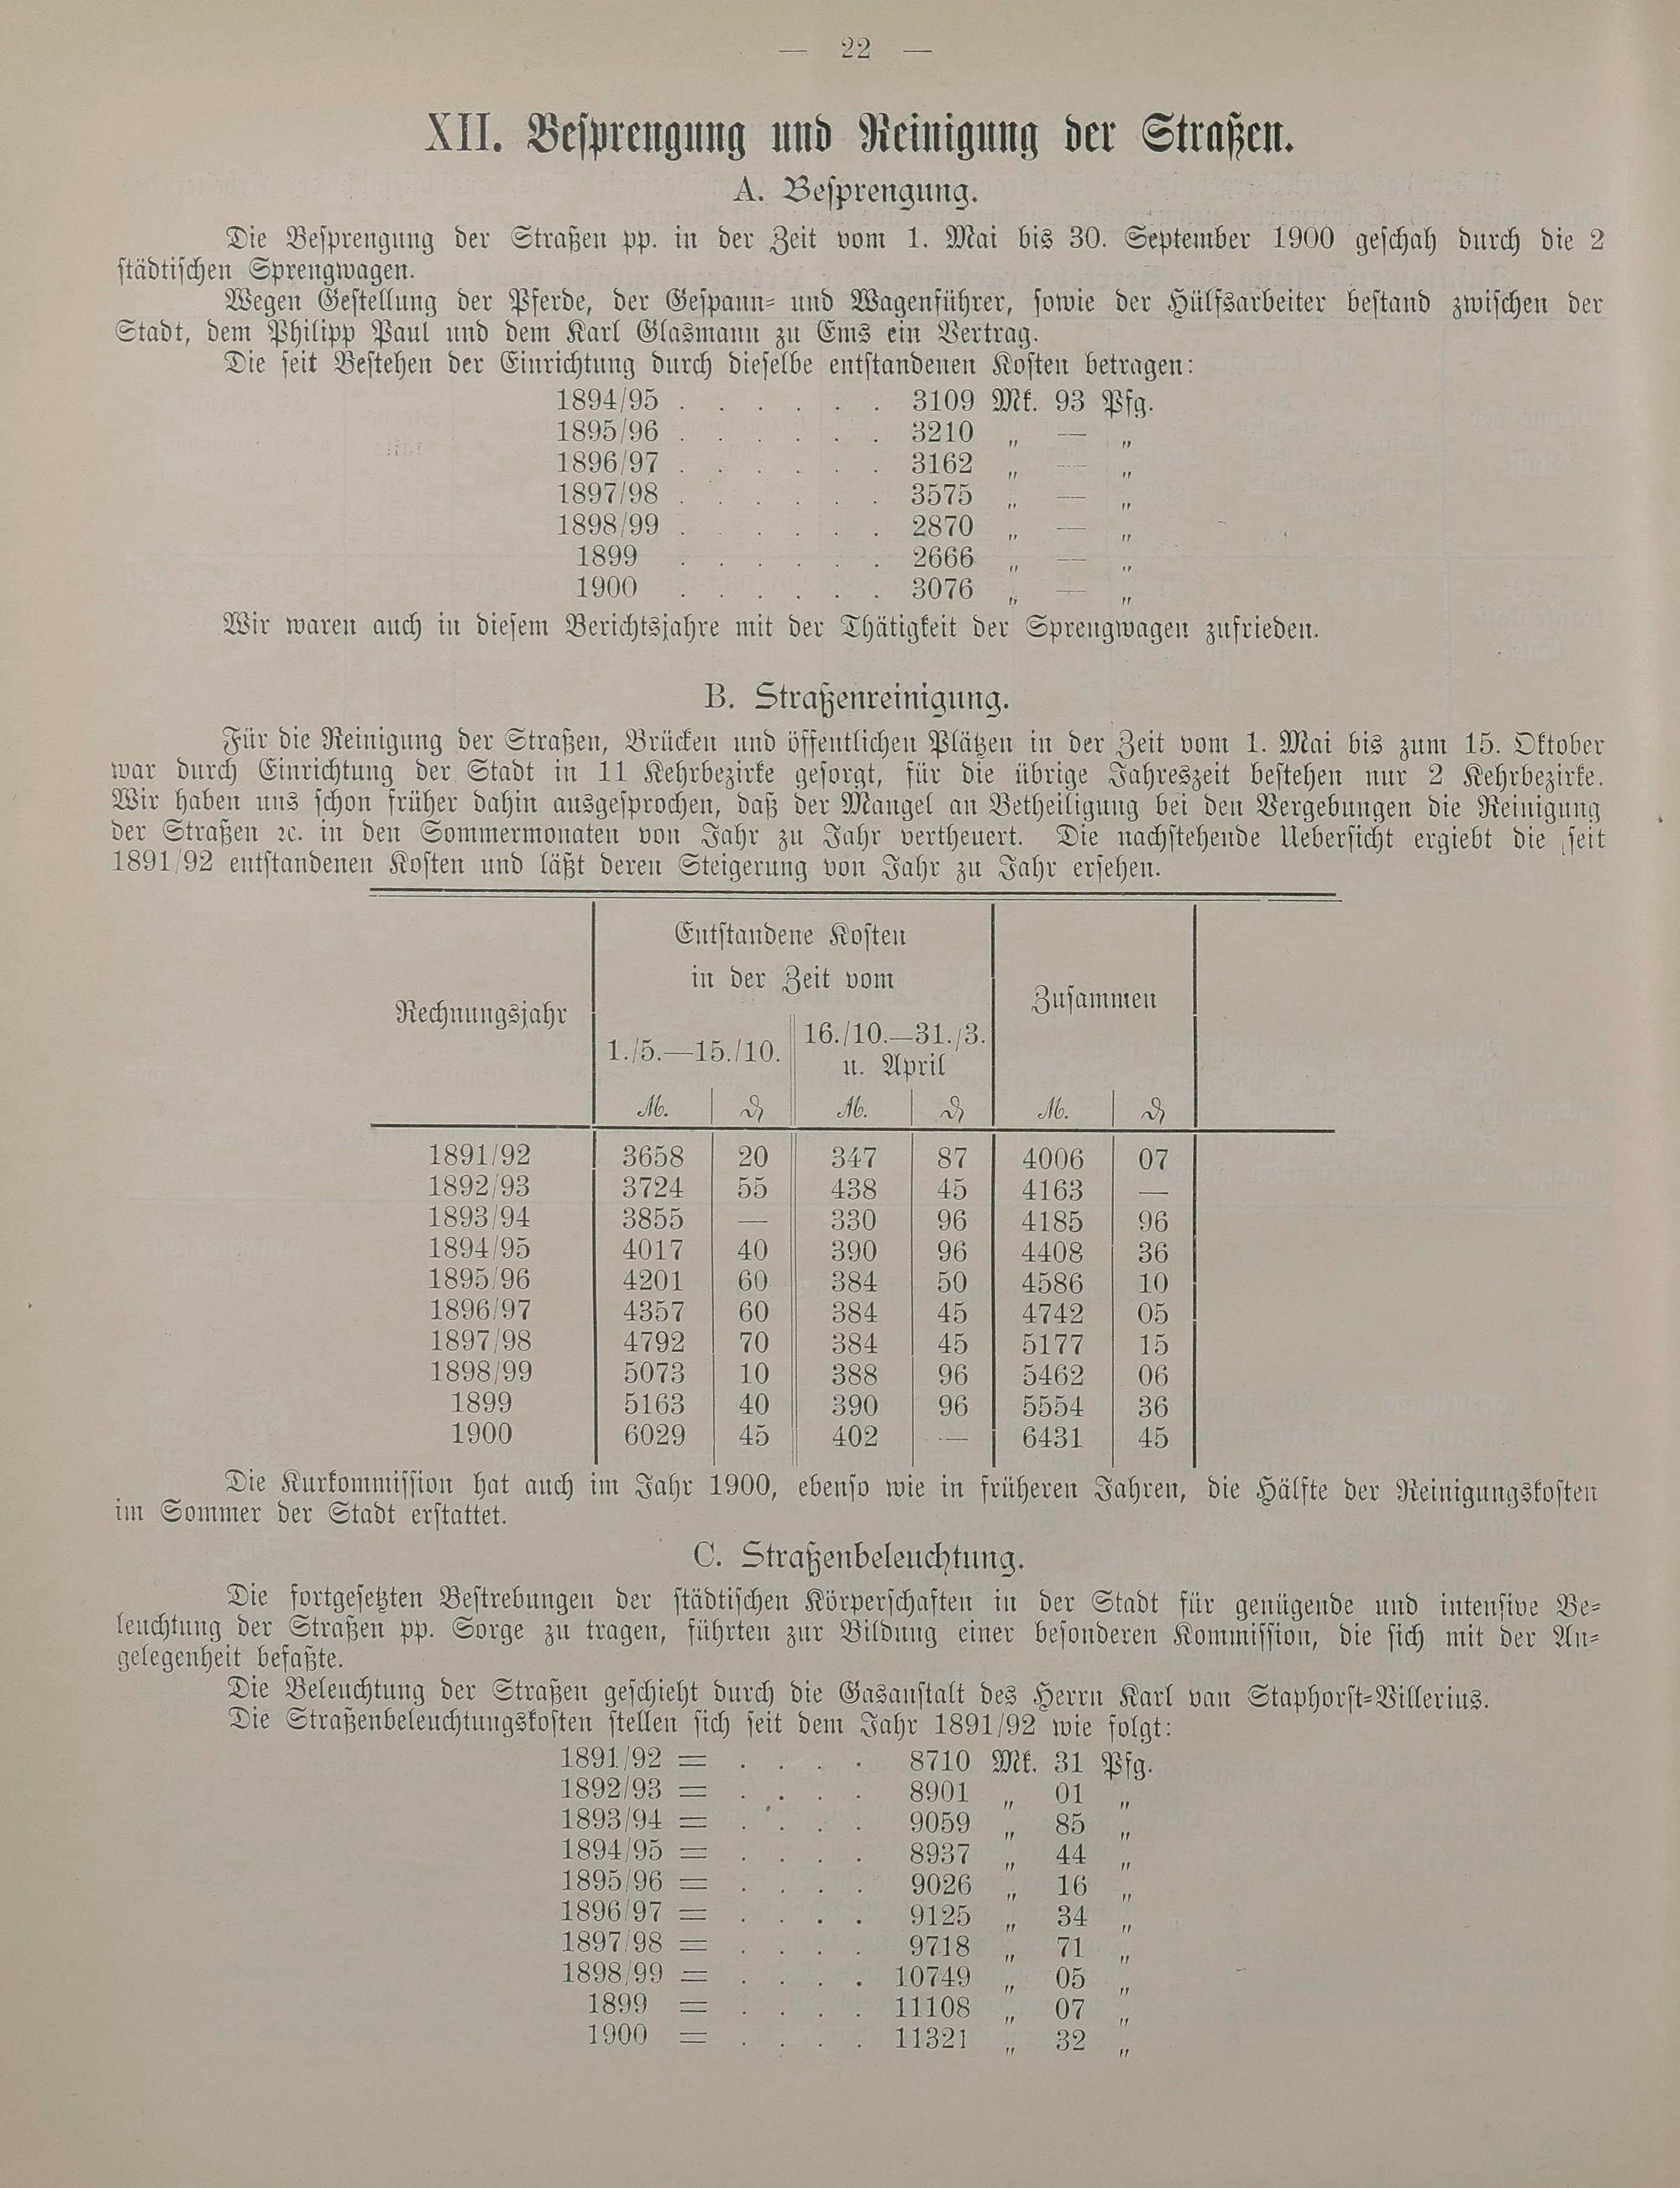 — 22 —
XII. Besprengung und Reinigung der Straßen.
A. Besprengung.
Die Besprengung der Straßen pp. in der Zeit vom 1. Mai bis 30. September 1900 geschah durch die 2
städtischen Sprengwagen.
Wegen Gestellung der Pferde, der Gespann- und Wagenführer, sowie der Hülfsarbeiter bestand zwischen der
Stadt, dem Philipp Paul und dem Karl Glasmann zu Ems ein Vertrag.
Die seit Bestehen der Einrichtung durch dieselbe entstandenen Kosten betragen:
1894/95 . . . . . . . 3109 Mk. 93 Pfg.
1895/96 . . . . . . . 3210 „ — „
1896/97 . . . . . . . 3162 „ — „
1897/98 . . . . . . . 3575 „ — „
1898/99 . . . . . . . 2870 „ — „
1899 . . . . . . 2666 „ — „
1900 . . . . . . 3076 „ — „
Wir waren auch in diesem Berichtsjahre mit der Thätigkeit der Sprengwagen zufrieden.
B. Straßenreinigung.
Für die Reinigung der Straßen, Brücken und öffentlichen Plätzen in der Zeit vom 1. Mai bis zum 15. Oktober
war durch Einrichtung der Stadt in 11 Kehrbezirke gesorgt, für die übrige Jahreszeit bestehen nur 2 Kehrbezirke.
Wir haben uns schon früher dahin ausgesprochen, daß der Mangel an Betheiligung bei den Vergebungen die Reinigung
der Straßen ꝛc. in den Sommermonaten von Jahr zu Jahr vertheuert. Die nachstehende Uebersicht ergiebt die seit
1891/92 entstandenen Kosten und läßt deren Steigerung von Jahr zu Jahr ersehen.
Entstandene Kosten
in der Zeit vom
Rechnungsjahr 1./5.—15./10. 16./10.—31./3. Zusammen
u. April
M. ₰ M. ₰ M. ₰
1891/92 3658 20 347 87 4006 07
1892/93 3724 55 438 45 4163 —
1893/94 3855 — 330 96 4185 96
1894/95 4017 40 390 96 4408 36
1895/96 4201 60 384 50 4586 10
1896/97 4357 60 384 45 4742 05
1897/98 4792 70 384 45 5177 15
1898/99 5073 10 388 96 5462 06
1899 5163 40 390 96 5554 36
1900 6029 45 402 — 6431 45
Die Kurkommission hat auch im Jahr 1900, ebenso wie in früheren Jahren, die Hälfte der Reinigungskosten
im Sommer der Stadt erstattet.
C. Straßenbeleuchtung.
Die fortgesetzten Bestrebungen der städtischen Körperschaften in der Stadt für genügende und intensive Be-
leuchtung der Straßen pp. Sorge zu tragen, führten zur Bildung einer besonderen Kommission, die sich mit der An-
gelegenheit befaßte.
Die Beleuchtung der Straßen geschieht durch die Gasanstalt des Herrn Karl van Staphorst-Villerius.
Die Straßenbeleuchtungskosten stellen sich seit dem Jahr 1891/92 wie folgt:
1891/92 = . . . . 8710 Mk. 31 Pfg.
1892/93 = . . . . 8901 „ 01 „
1893/94 = . . . . 9059 „ 85 „
1894/95 = . . . . 8937 „ 44 „
1895/96 = . . . . 9026 „ 16 „
1896/97 = . . . . 9125 „ 34 „
1897/98 = . . . . 9718 „ 71 „
1898/99 = . . . . 10749 „ 05 „
1899 = . . . . 11108 „ 07 „
1900 = . . . . 11321 „ 32 „